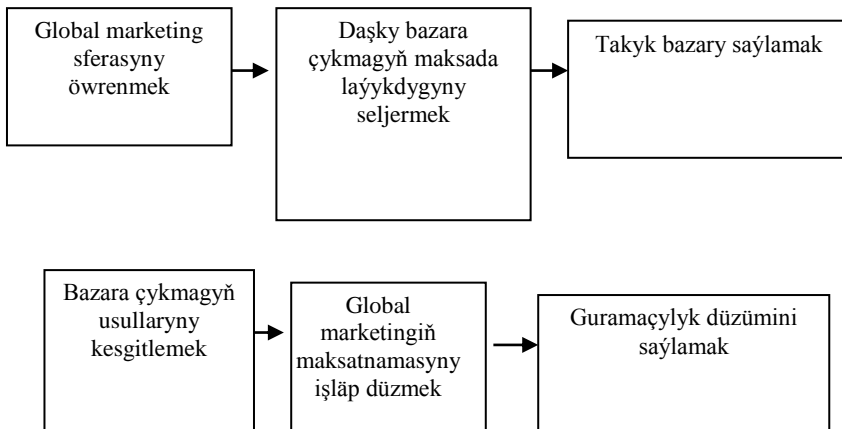 Global marketing
sferasyny
öwrenmek
Daşky bazara
çykmagyň maksada
laýykdygyny
seljermek
Takyk bazary saýlamak
Bazara çykmagyň
usullaryny
kesgitlemek
Global
marketingiň
maksatnamasyny
işläp düzmek
Guramaçylyk düzümini
saýlamak